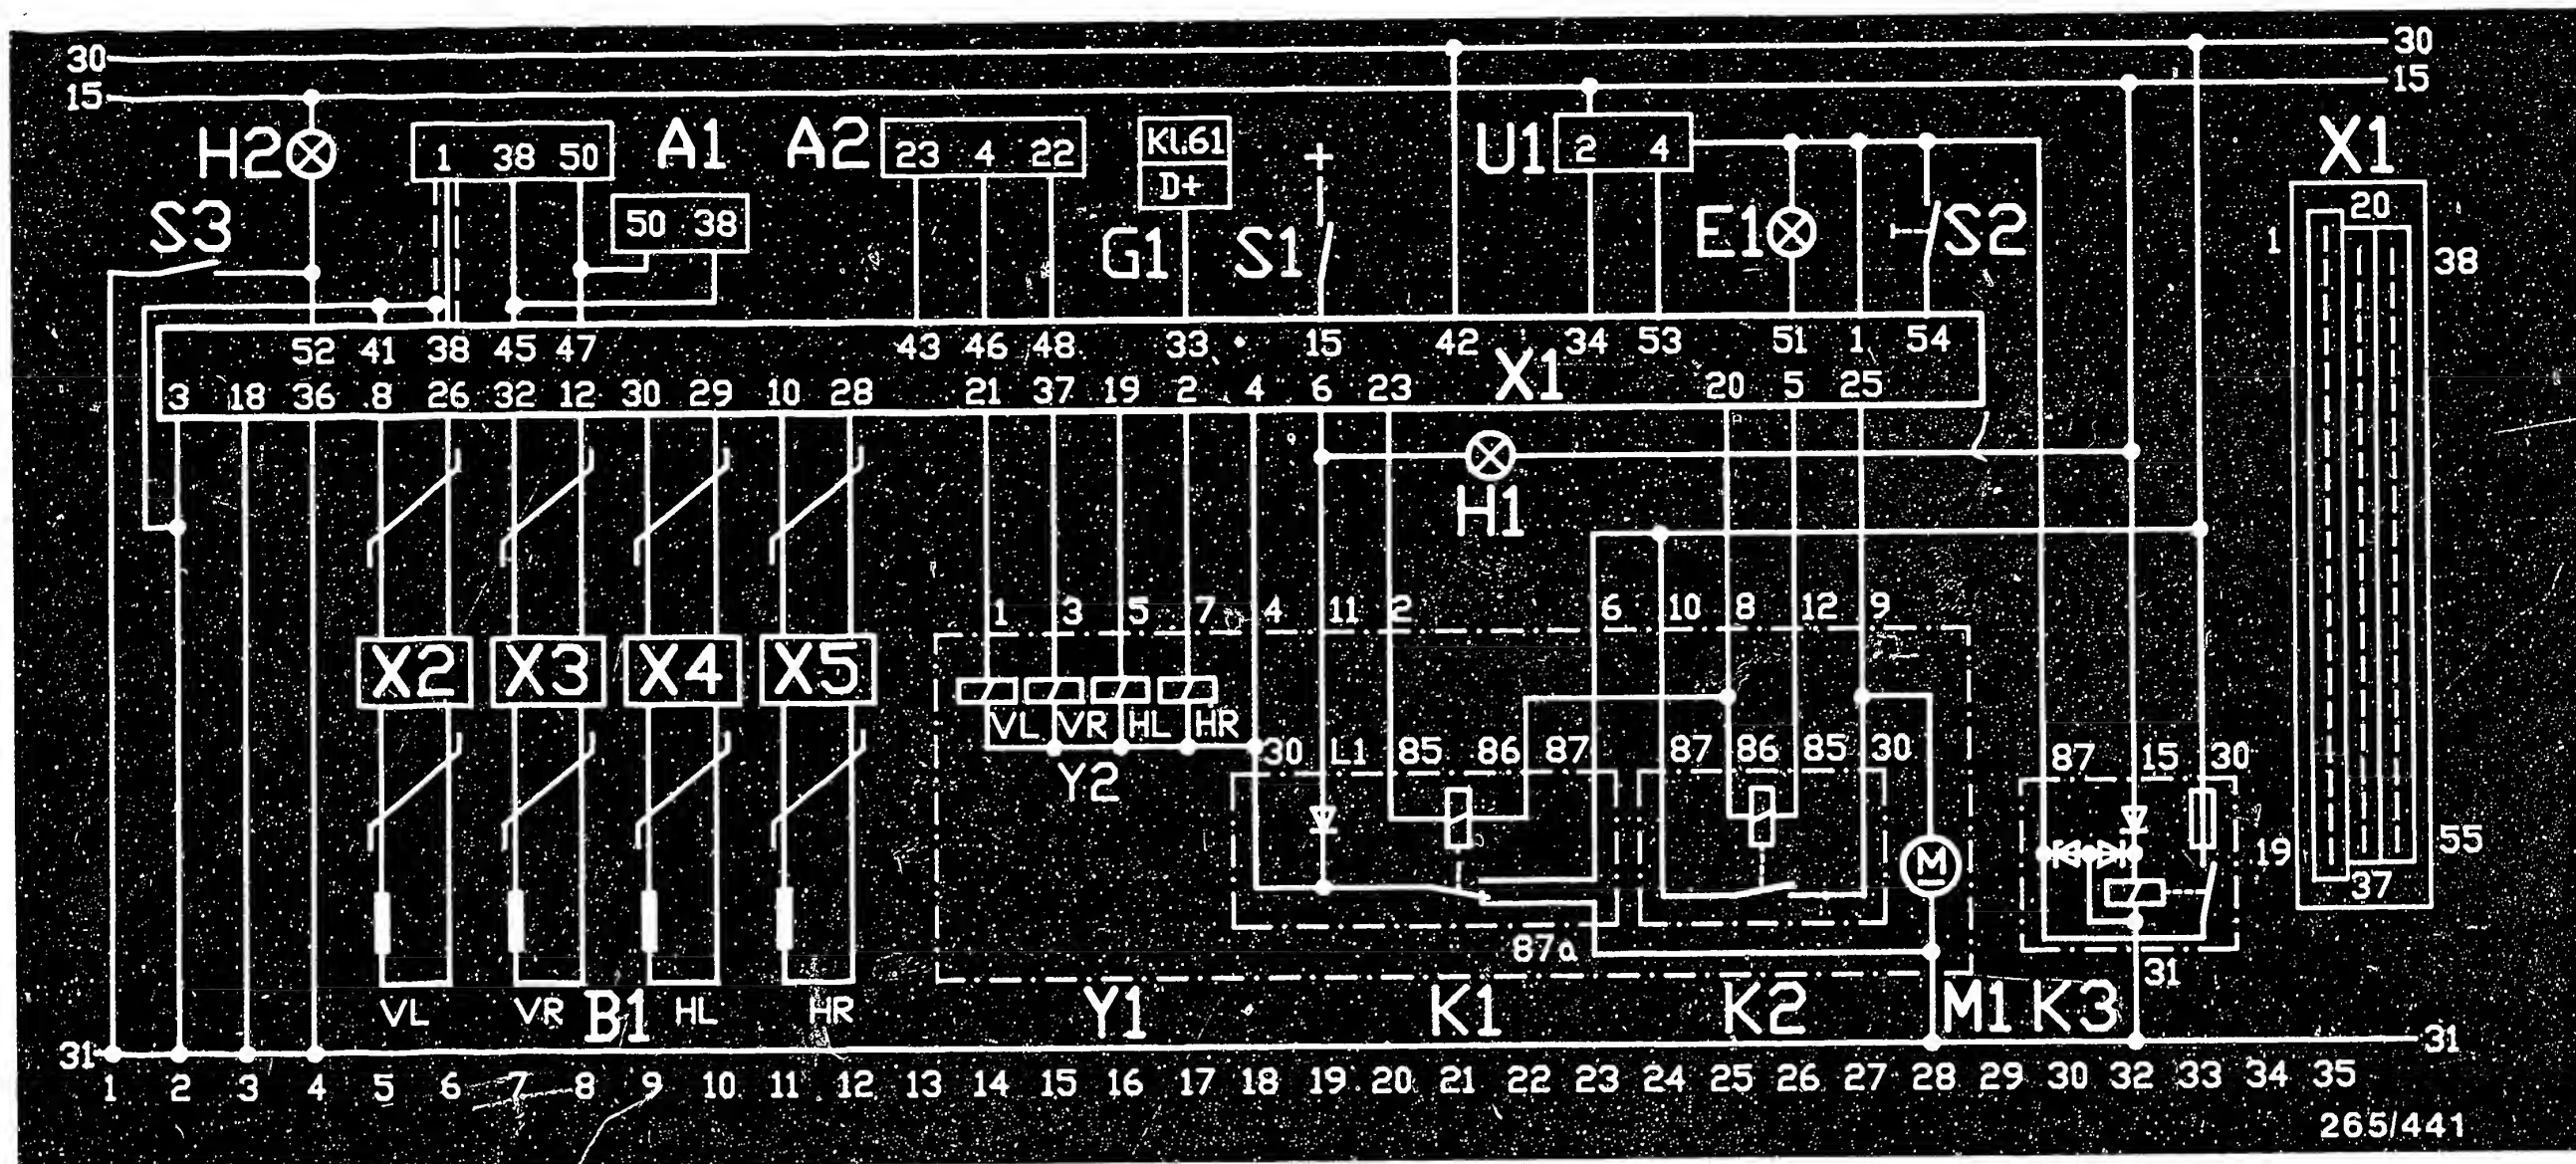 30 30
15 15
H2 1 38 50 A1 A2 23 4 22 Kl.61 U1 2 4 X1
D+
S3 50 38 G1 S1 + E1 S2 20
1 38
52 41 38 45 47 43 46 48 33 15 42 34 53 51 1 54
3 18 36 8 26 32 12 30 29 10 28 21 37 19 2 4 6 23 X1 20 5 25
H1
1 3 5 7 4 11 2 6 10 8 12 9
X2 X3 X4 X5
VL VR HL HR
Y2 30 L1 85 86 87 87 86 85 30 87 15 30
M
19 55
37
87a
31
VL VR B1 HL HR Y1 K1 K2 M1 K3
31 31
1 2 3 4 5 6 7 8 9 10 11 12 13 14 15 16 17 18 19 20 21 22 23 24 25 26 27 28 29 30 32 33 34 35
265/441